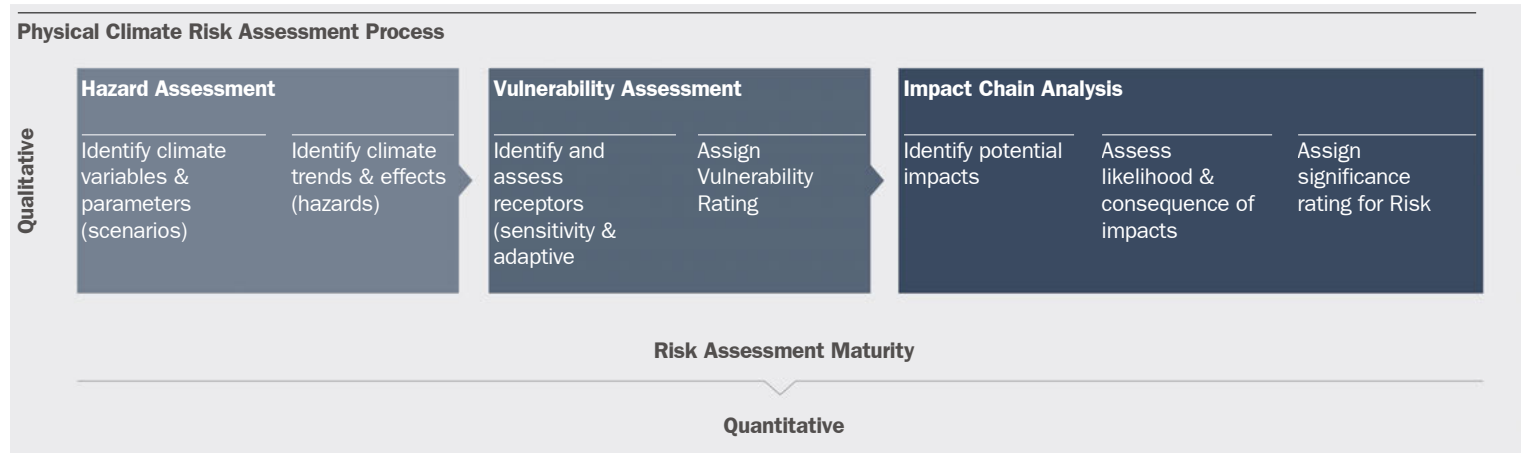 Physical Climate Risk Assessment Process
Qualitative
Hazard Assessment
Identify climate
variables &
parameters
(scenarios)
Identify climate
trends & effects
(hazards)
Vulnerability Assessment
Identify and
assess
receptors
(sensitivity &
adaptive
Assign
Vulnerability
Rating
Impact Chain Analysis
Identify potential
impacts
Assess
likelihood &
consequence of
impacts
Assign
significance
rating for Risk
Risk Assessment Maturity
Quantitative